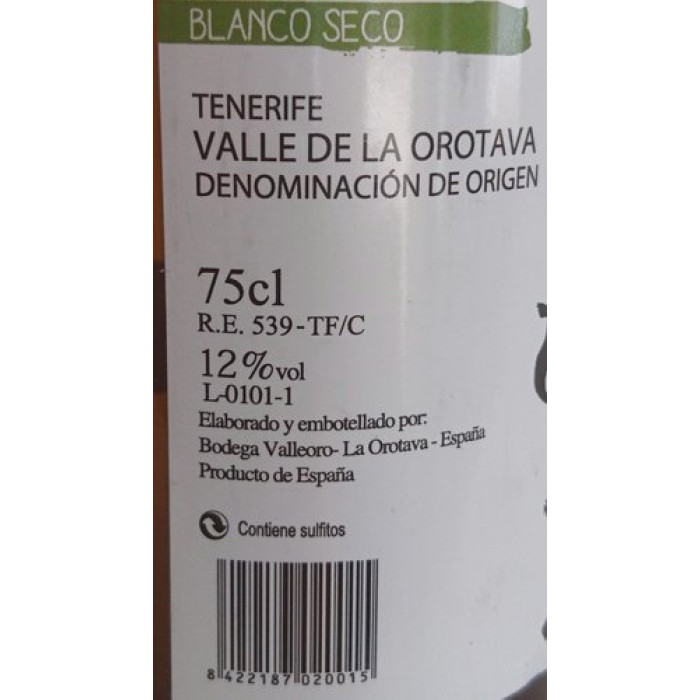 BLANCO SECO
TENERIFE
VALLE DE LA OROTAVA
DENOMINACIÓN DE ORIGEN
75cl
R.E. 539-TF/C
12%vol
L-0101-1
Elaborado y embotellado por:
Bodega Valleoro- La Orotava - España
Producto de España
Contiene sulfitos
8 422187 020015